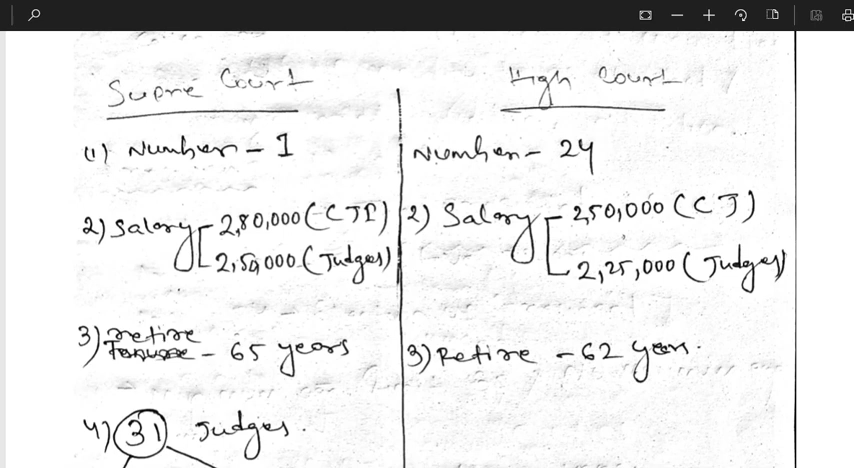 Supre Court
High Court
(1) Number - 1
Number - 24
2) Salary 2,80,000 (CJI)
2,50,000 (Judges)
2) Salary 2,50,000 (CJ)
2,25,000 (Judges)
3) retire
Tenure - 65 years
3) Retire - 62 years.
4) 31 Judges.